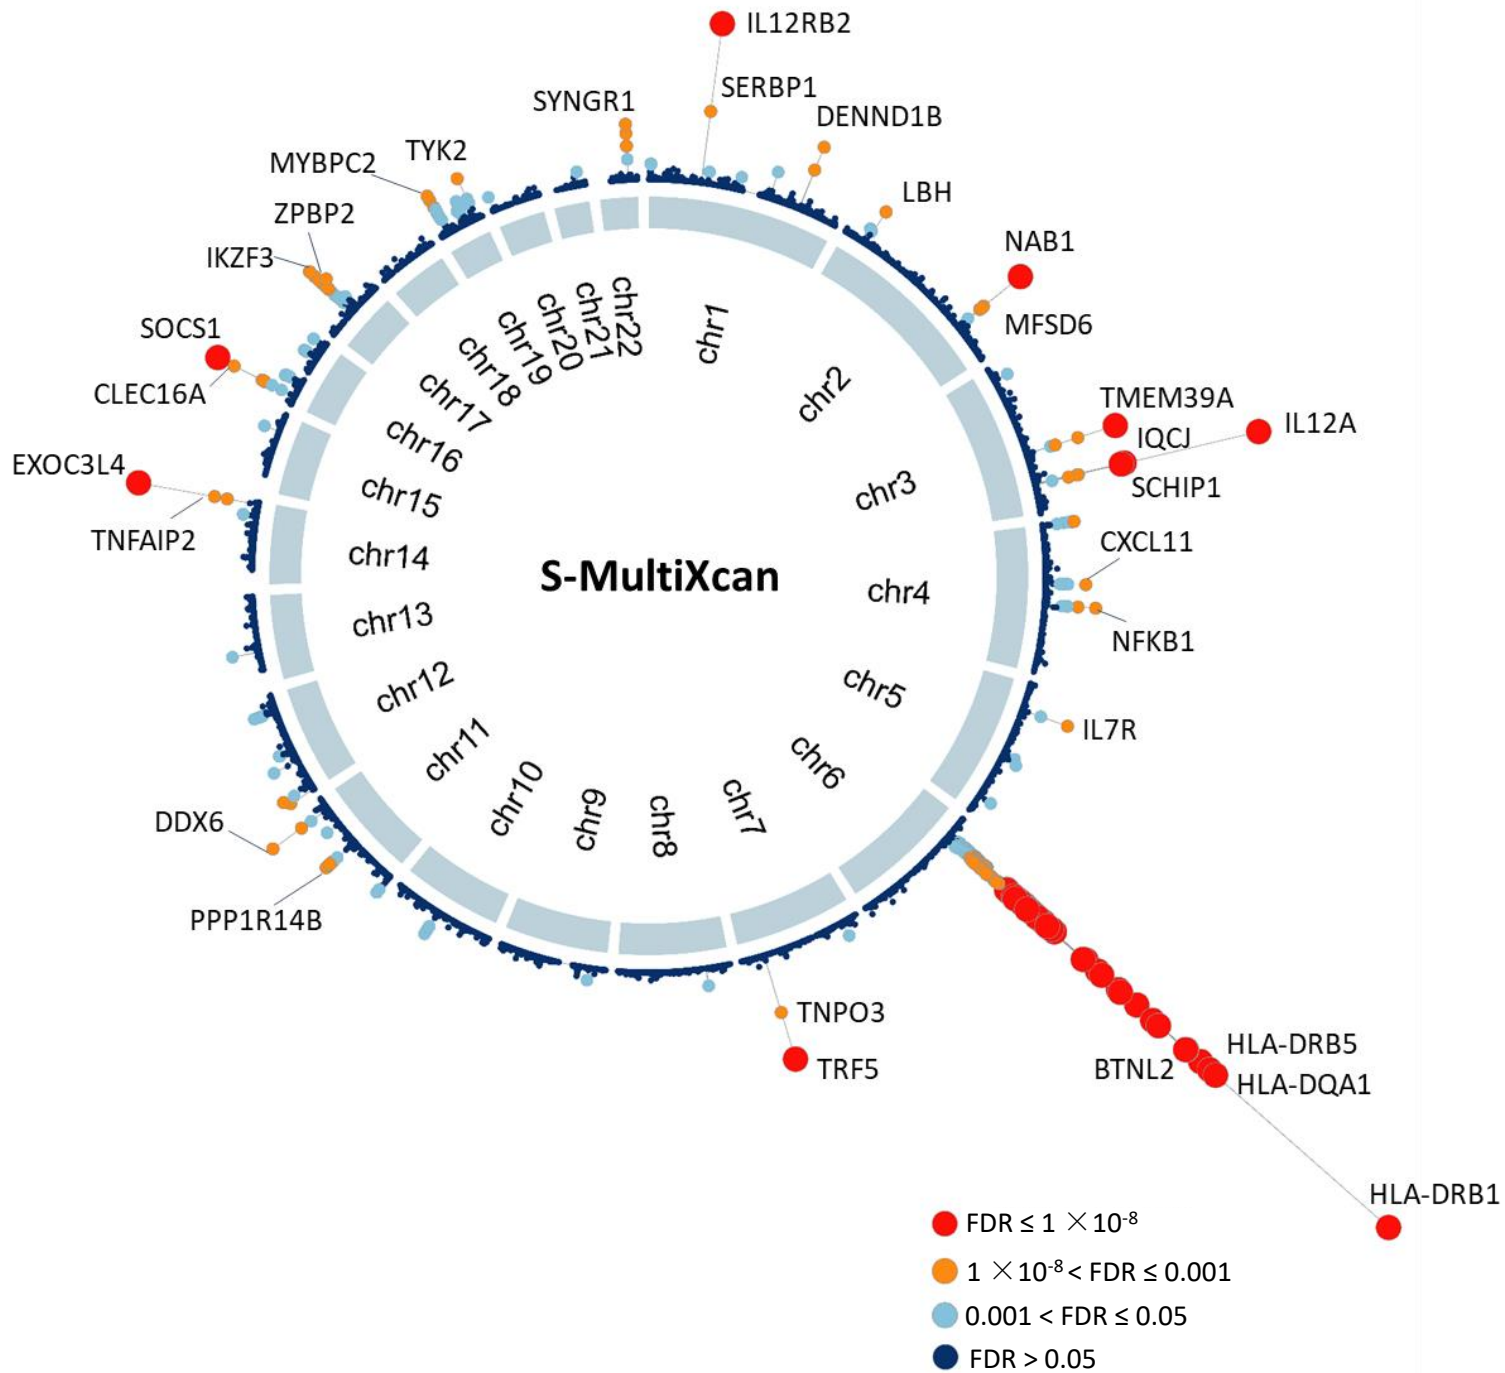 IL12RB2
SERBP1
SYNGR1
DENND1B
TYK2
MYBPC2
LBH
ZPBP2
NAB1
IKZF3
MFSD6
SOCS1
CLEC16A
TMEM39A
IQCJ
IL12A
SCHIP1
EXOC3L4
TNFAIP2
CXCL11
NFKB1
IL7R
DDX6
PPP1R14B
TNPO3
TRF5
BTNL2
HLA-DRB5
HLA-DQA1
HLA-DRB1
chr1
chr2
chr3
chr4
chr5
chr6
chr7
chr8
chr9
chr10
chr11
chr12
chr13
chr14
chr15
chr16
chr17
chr18
chr19
chr20
chr21
chr22
S-MultiXcan
FDR ≤ 1 ×10⁻⁸
1 ×10⁻⁸ < FDR ≤ 0.001
0.001 < FDR ≤ 0.05
FDR > 0.05